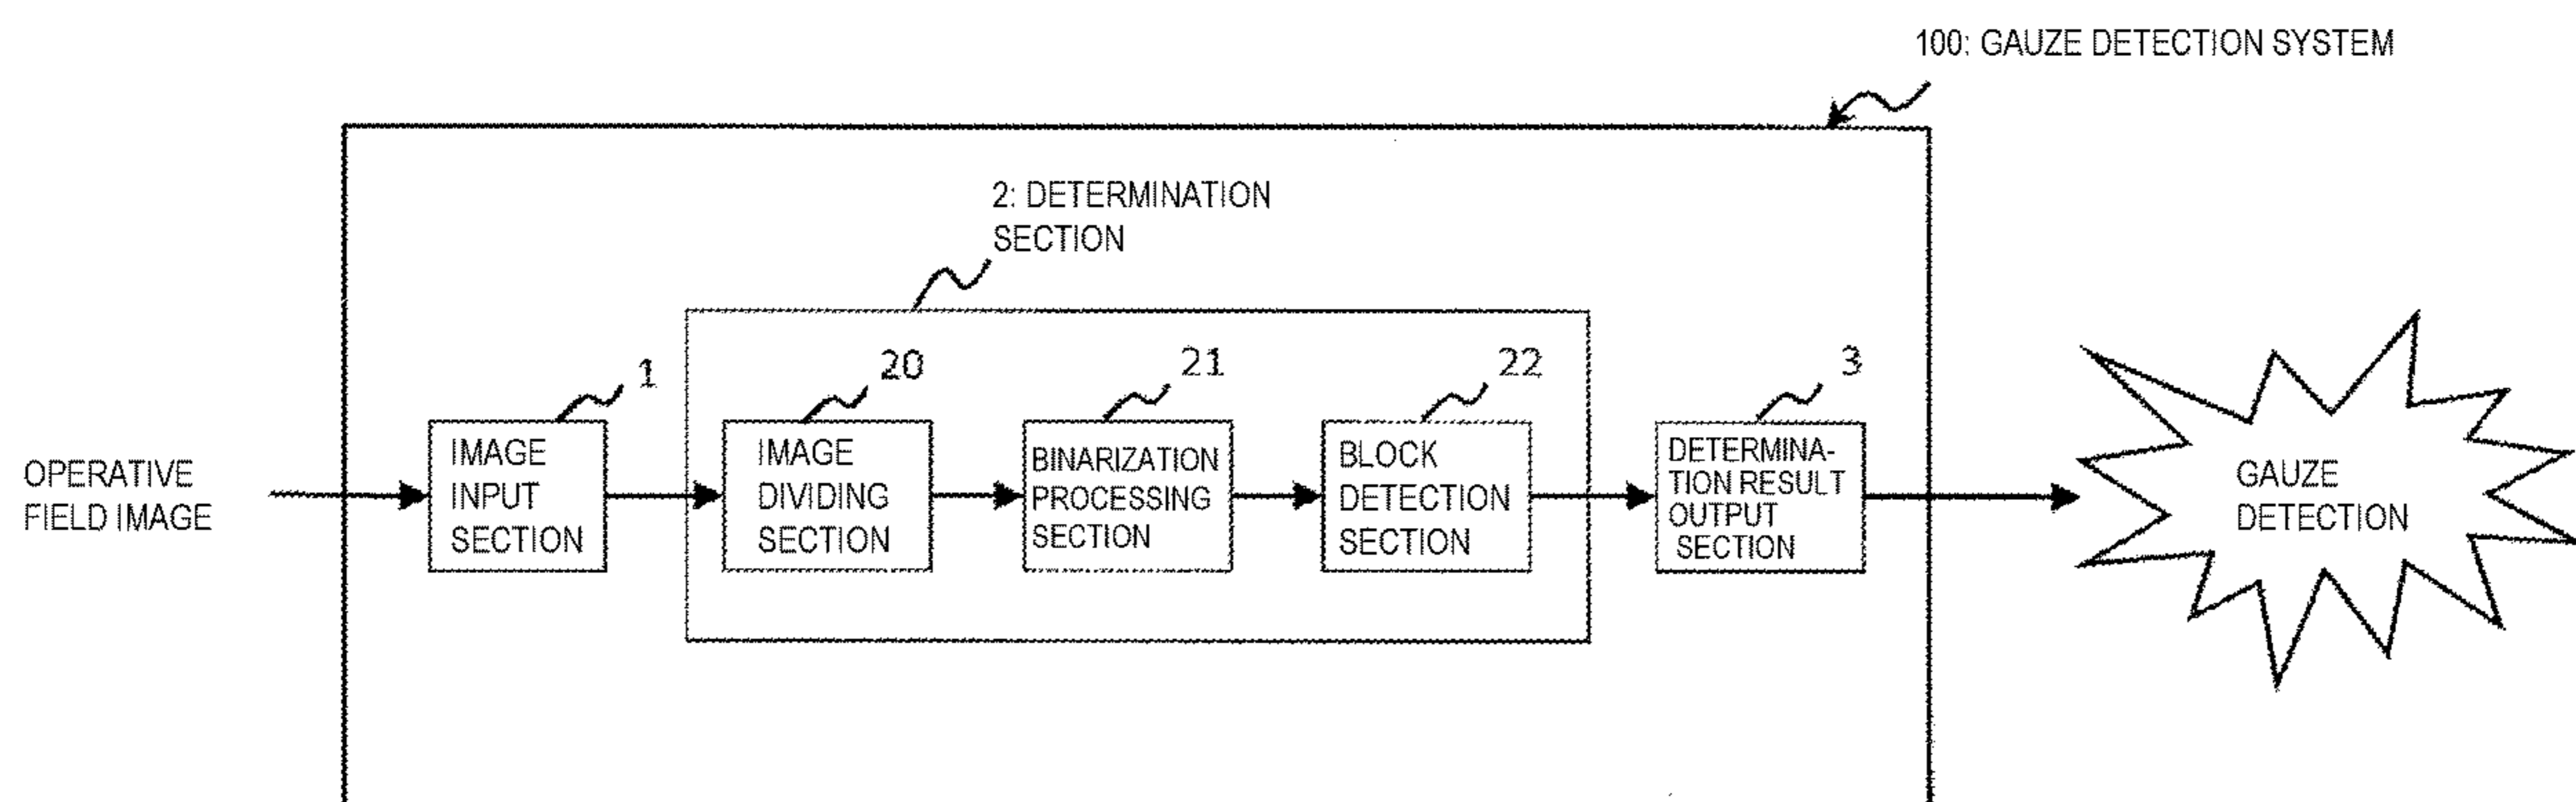 100: GAUZE DETECTION SYSTEM
2: DETERMINATION
SECTION
1
20
21
22
3
OPERATIVE
FIELD IMAGE
IMAGE
INPUT
SECTION
IMAGE
DIVIDING
SECTION
BINARIZATION
PROCESSING
SECTION
BLOCK
DETECTION
SECTION
DETERMINA-
TION RESULT
OUTPUT
SECTION
GAUZE
DETECTION